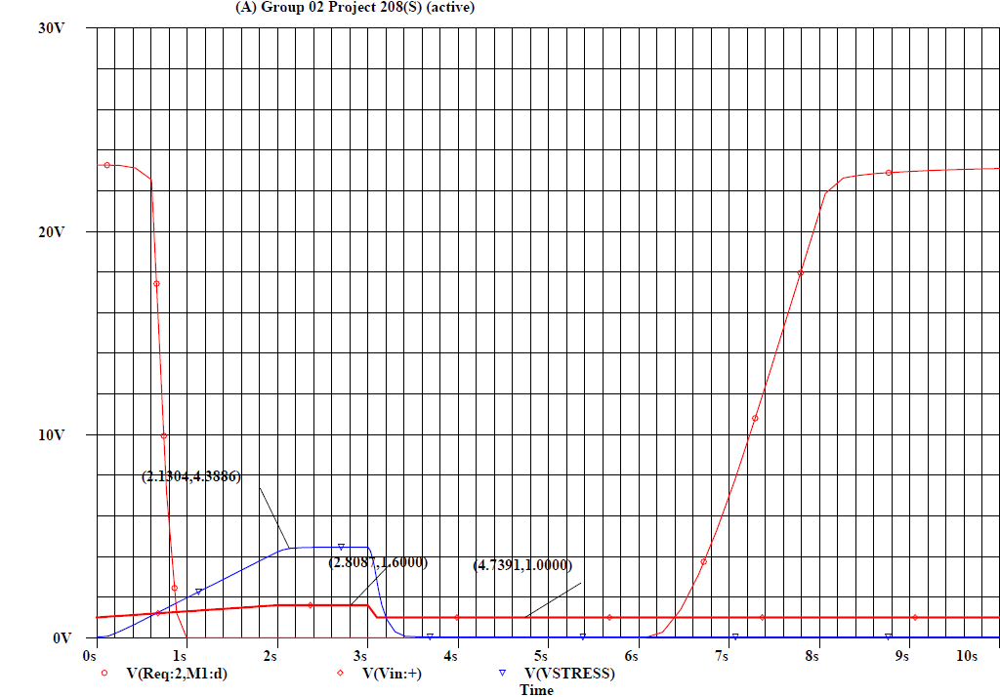 (A) Group 02 Project 208(S) (active)
30V
20V
10V
(2.1304,4.3886)
(2.8087,1.6000)
(4.7391,1.0000)
0V
0s 1s 2s 3s 4s 5s 6s 7s 8s 9s 10s
V(Req:2,M1:d) V(Vin:+) V(VSTRESS)
Time